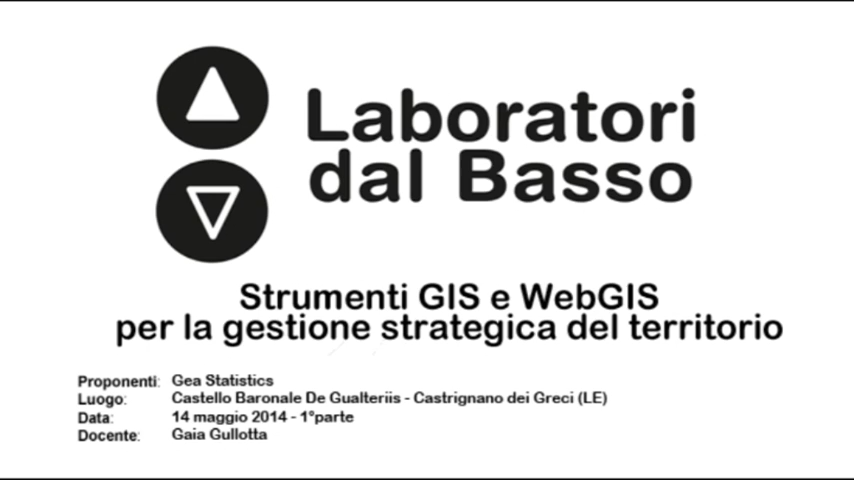 Laboratori
dal Basso
Strumenti GIS e WebGIS
per la gestione strategica del territorio
Proponenti: Gea Statistics
Luogo: Castello Baronale De Gualteriis - Castrignano dei Greci (LE)
Data: 14 maggio 2014 - 1°parte
Docente: Gaia Gullotta